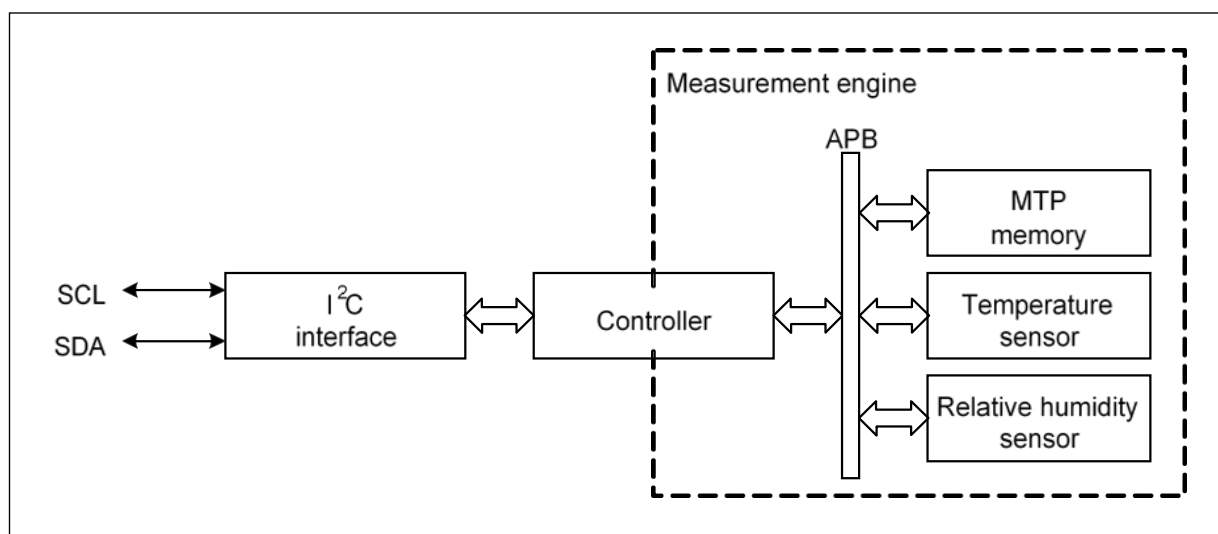 Measurement engine
APB
MTP
memory
SCL
SDA
I²C
interface
Controller
Temperature
sensor
Relative humidity
sensor